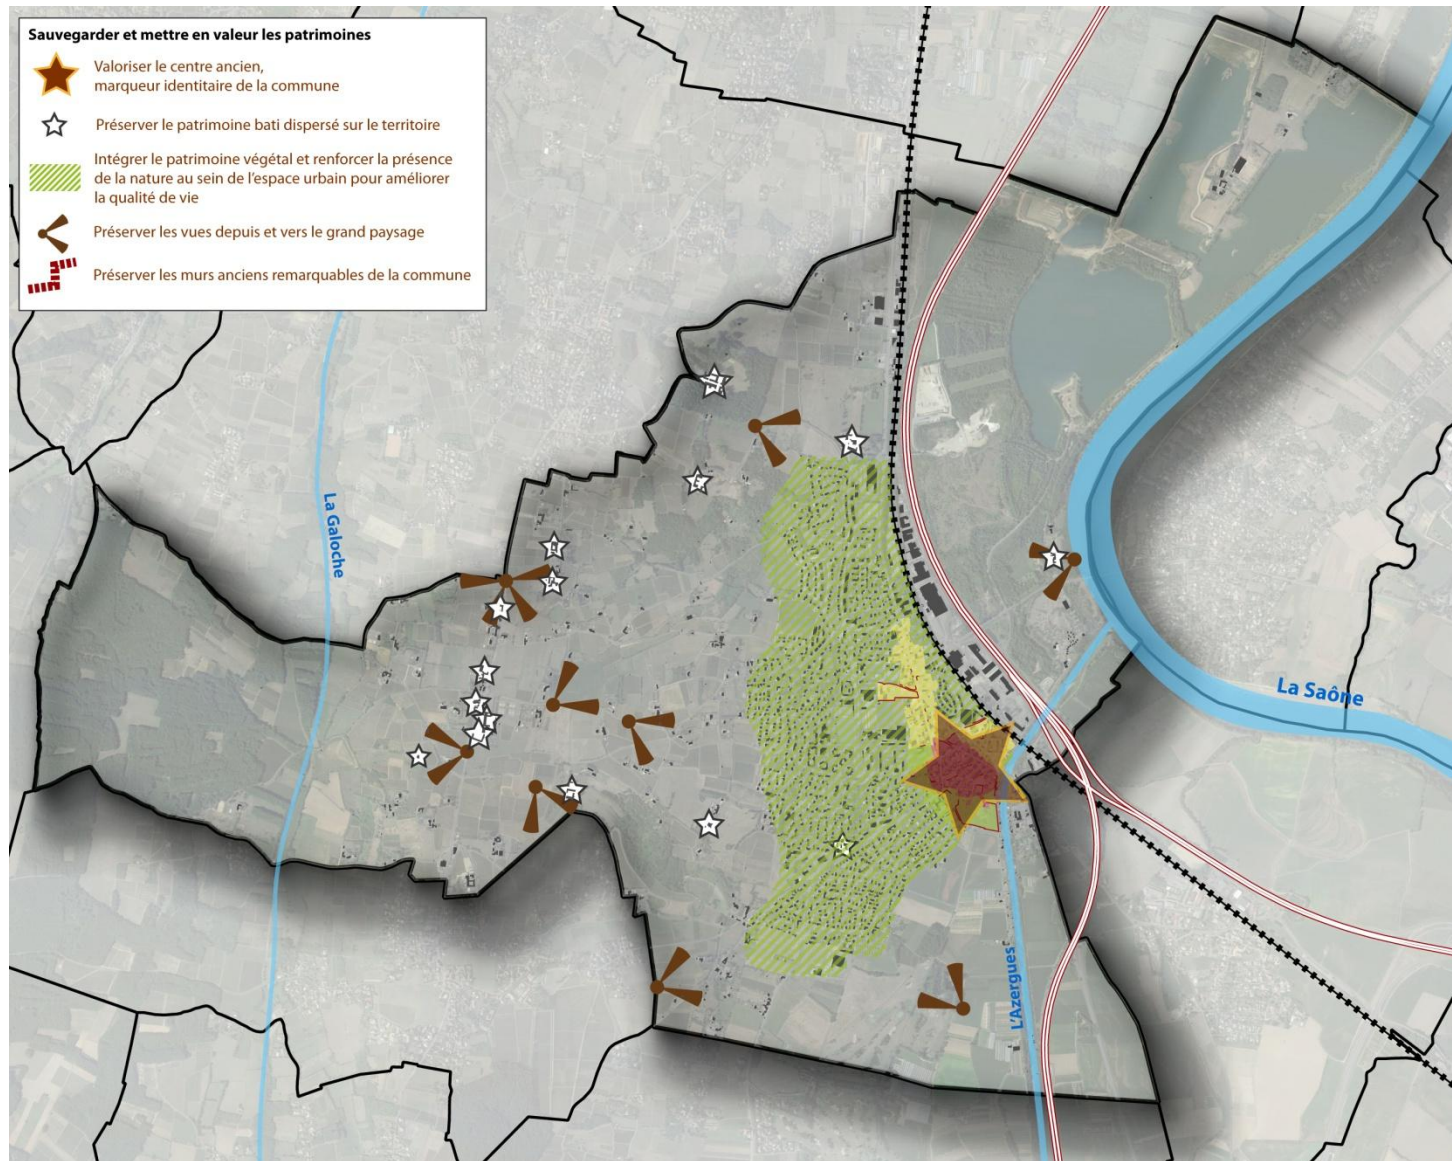 Sauvegarder et mettre en valeur les patrimoines
Valoriser le centre ancien,
marqueur identitaire de la commune
Préserver le patrimoine bati dispersé sur le territoire
Intégrer le patrimoine végétal et renforcer la présence
de la nature au sein de l'espace urbain pour améliorer
la qualité de vie
Préserver les vues depuis et vers le grand paysage
Préserver les murs anciens remarquables de la commune
La Galoche
La Saône
L'Azergues